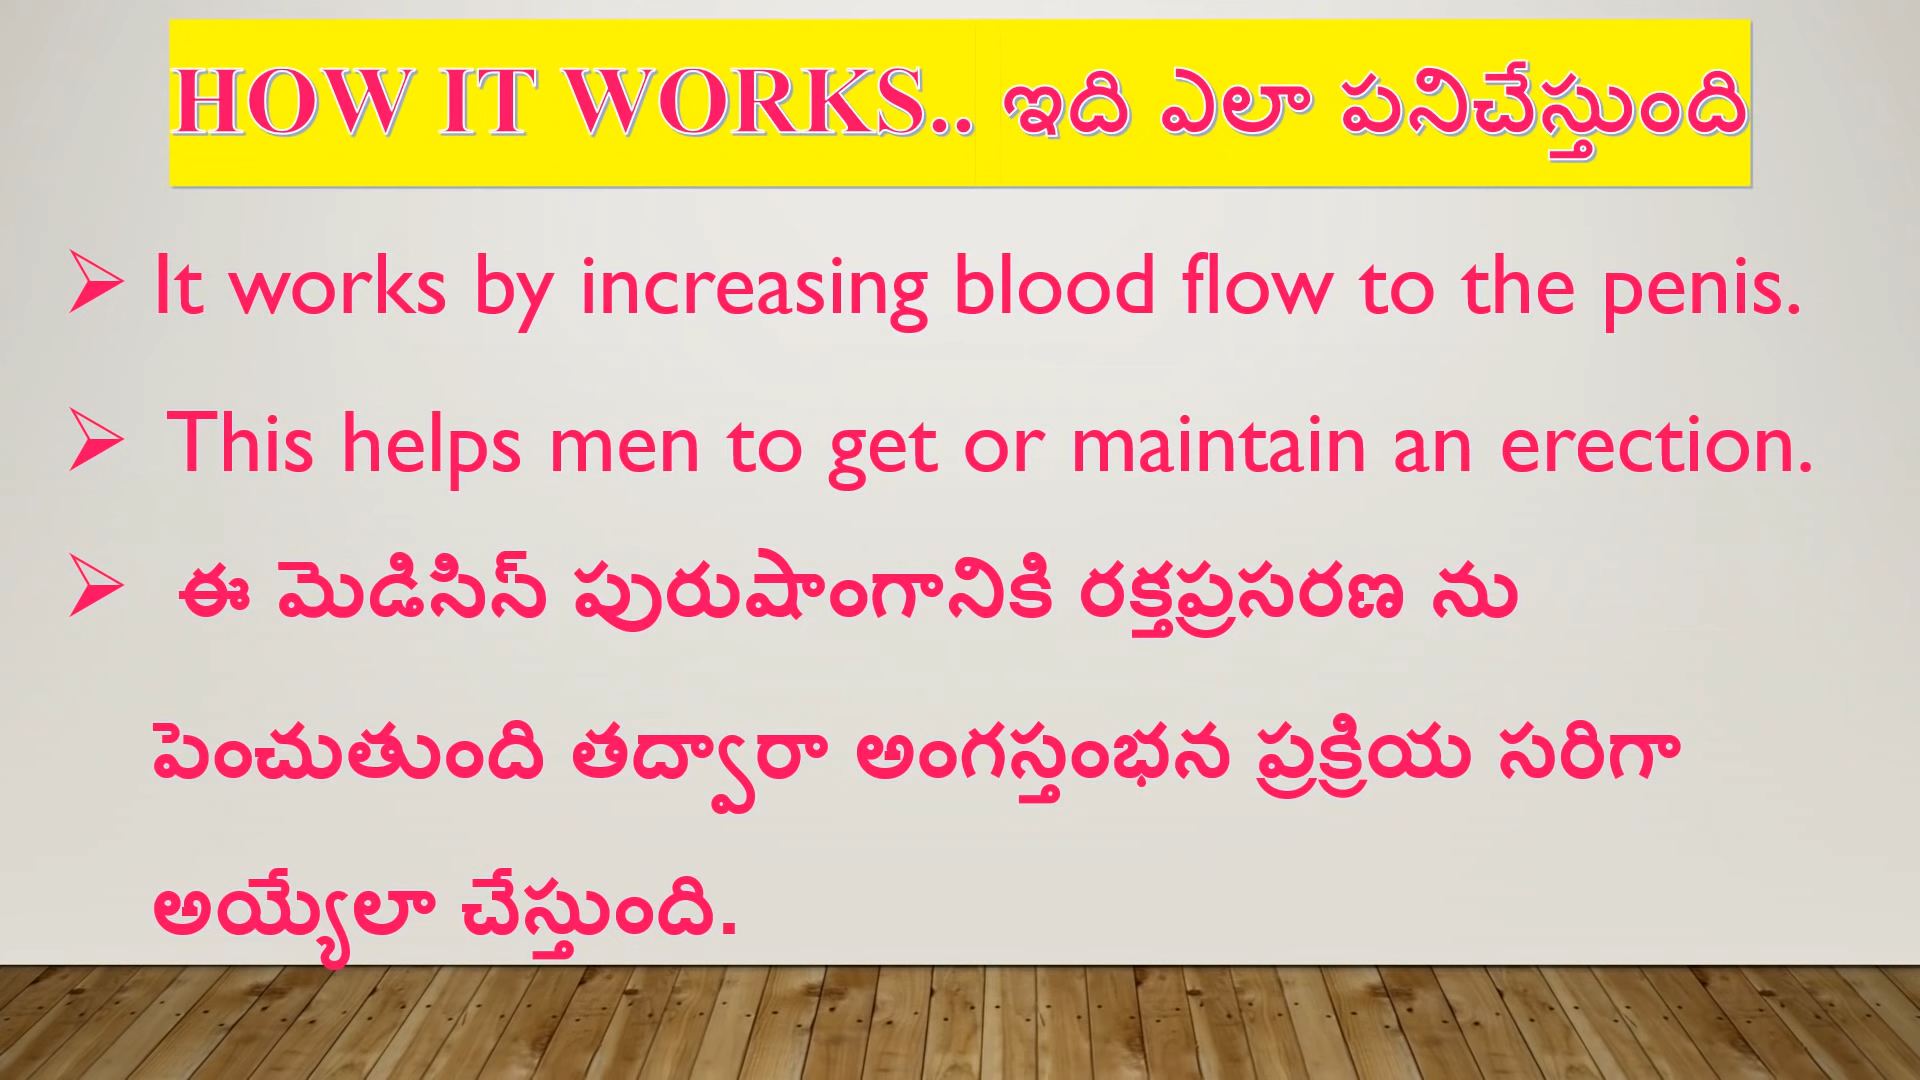 HOW IT WORKS.. ఇది ఎలా పనిచేస్తుంది
It works by increasing blood flow to the penis.
This helps men to get or maintain an erection.
ఈ మెడిసిన్ పురుషాంగానికి రక్తప్రసరణ ను
పెంచుతుంది తద్వారా అంగస్తంభన ప్రక్రియ సరిగా
అయ్యేలా చేస్తుంది.